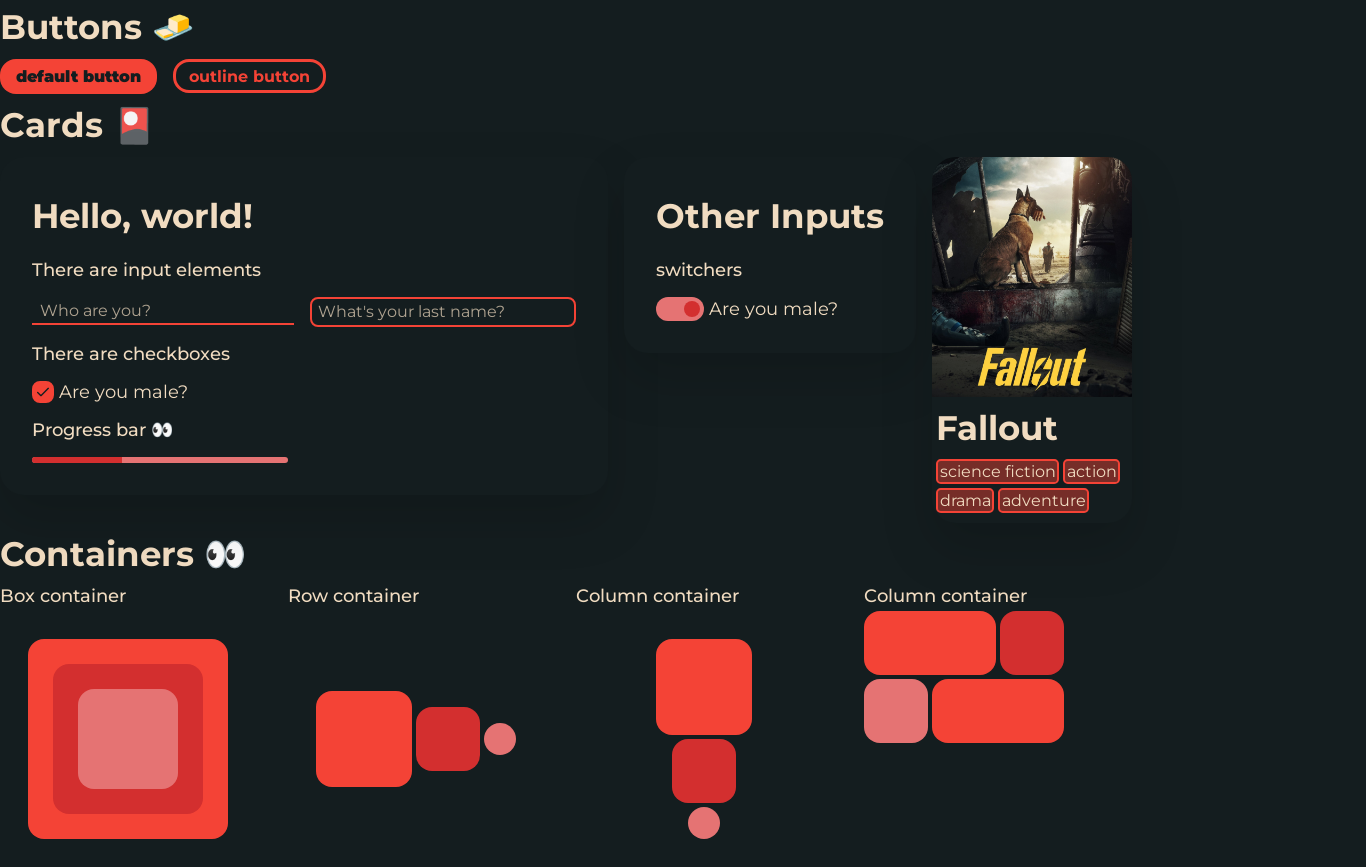 Buttons 🧈
default button
outline button
Cards 🎴
Hello, world!
There are input elements
Who are you?
What's your last name?
There are checkboxes
Are you male?
Progress bar 👀
Other Inputs
switchers
Are you male?
Fallout
Fallout
science fiction action
drama adventure
Containers 👀
Box container
Row container
Column container
Column container